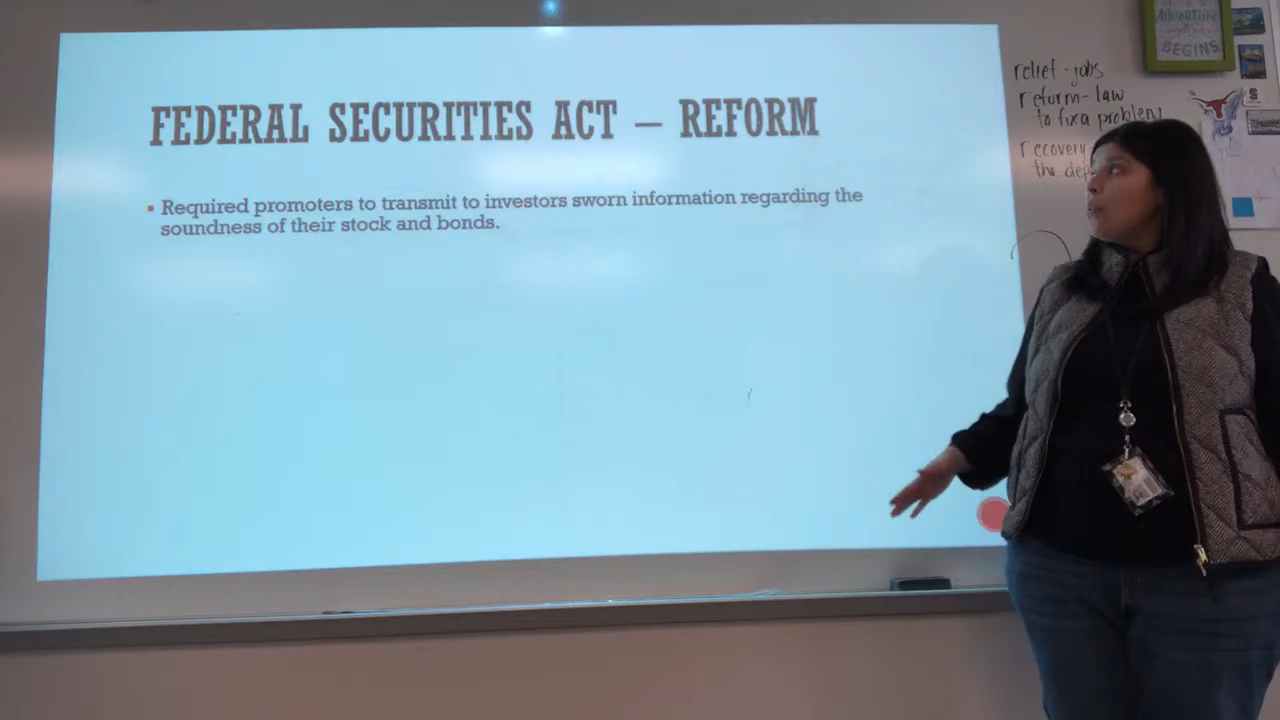 FEDERAL SECURITIES ACT – REFORM
▪ Required promoters to transmit to investors sworn information regarding the
soundness of their stock and bonds.
relief - jobs
reform - law
to fix a problem
recovery
the dep
Adventure
BEGINS